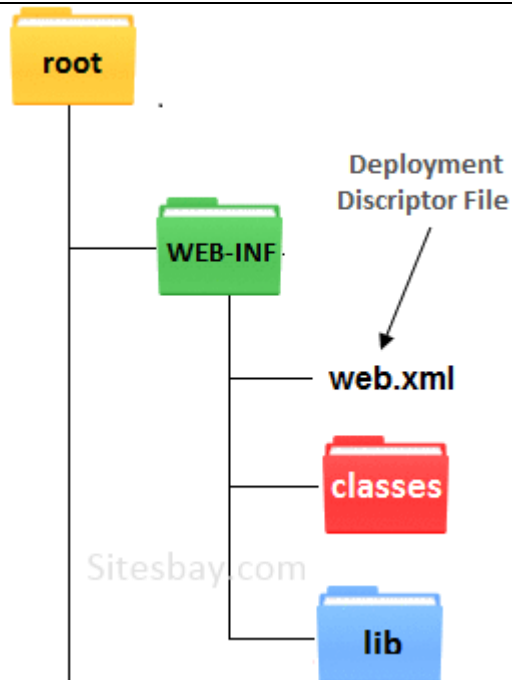 root
Deployment
Discriptor File
WEB-INF
web.xml
classes
Sitesbay.com
lib